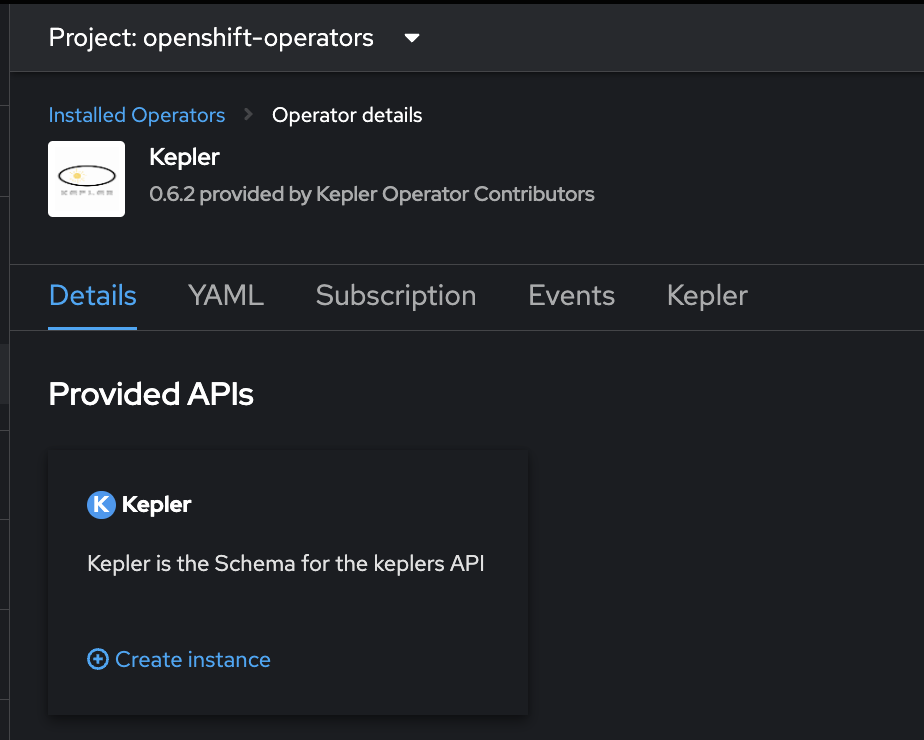 Project: openshift-operators
Installed Operators
Operator details
KEPLER
Kepler
0.6.2 provided by Kepler Operator Contributors
Details
YAML
Subscription
Events
Kepler
Provided APIs
K Kepler
Kepler is the Schema for the keplers API
Create instance